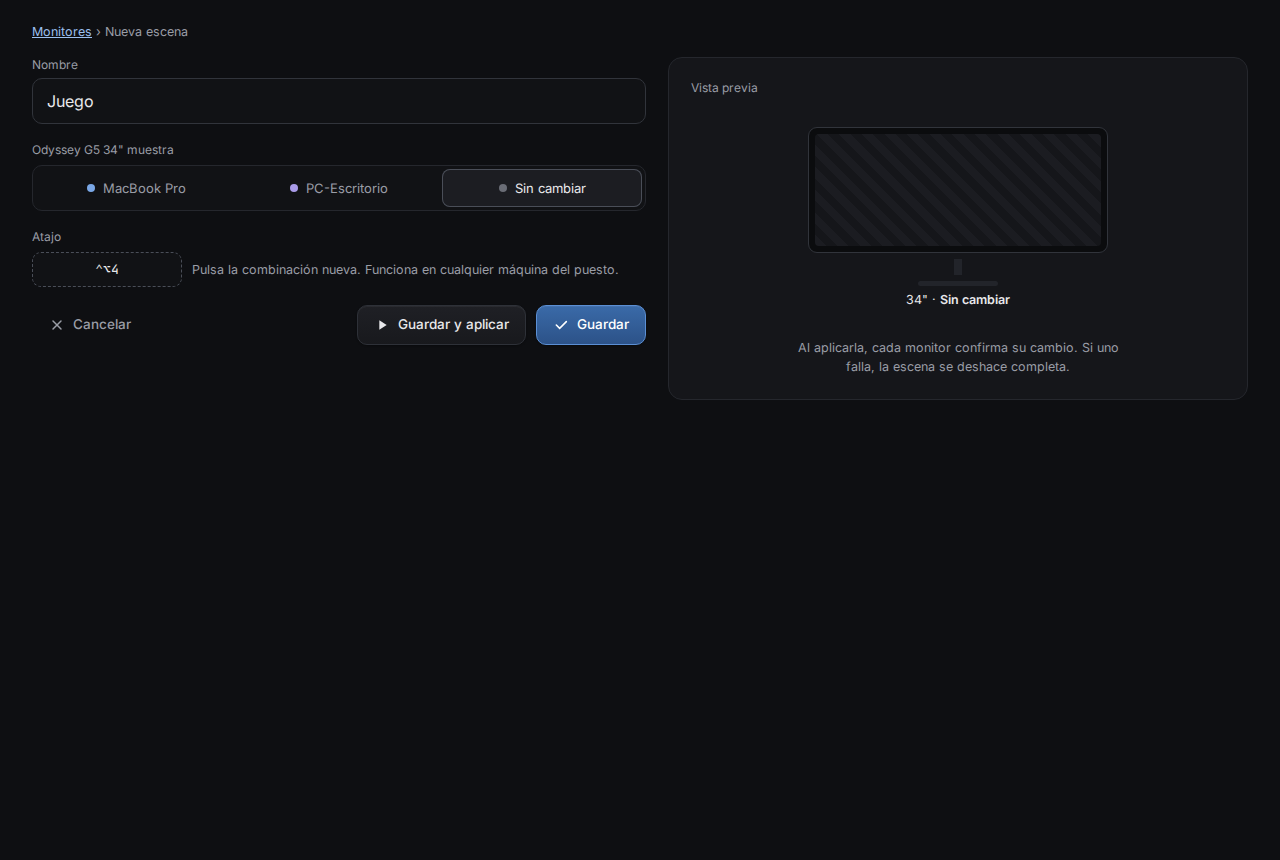 Monitores › Nueva escena
Nombre
Juego
Odyssey G5 34" muestra
MacBook Pro
PC-Escritorio
Sin cambiar
Atajo
^⌥4
Pulsa la combinación nueva. Funciona en cualquier máquina del puesto.
Cancelar
Guardar y aplicar
Guardar
Vista previa
34" · Sin cambiar
Al aplicarla, cada monitor confirma su cambio. Si uno
falla, la escena se deshace completa.